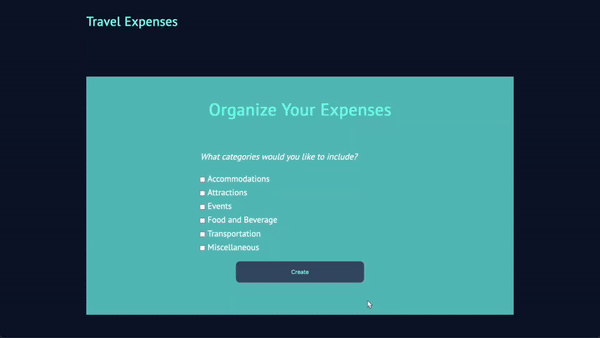 Travel Expenses
Organize Your Expenses
What categories would you like to include?
Accommodations
Attractions
Events
Food and Beverage
Transportation
Miscellaneous
Create